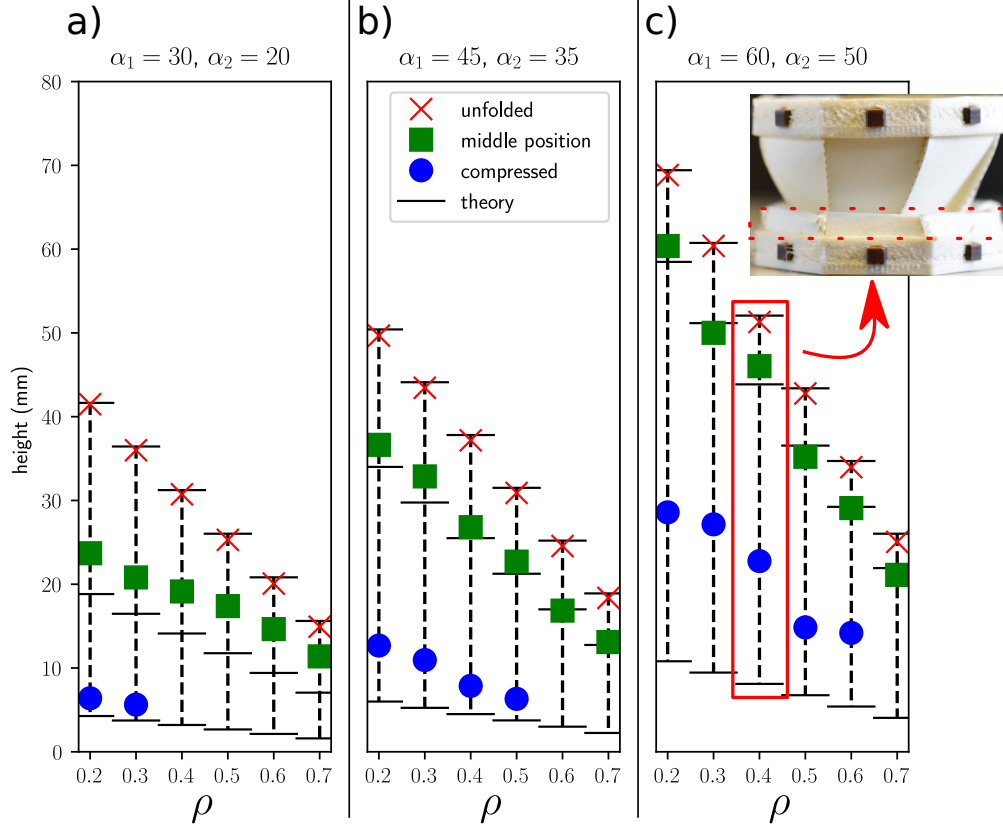 a)
α₁ = 30, α₂ = 20
80
70
60
50
40
30
20
10
0
height (mm)
0.2 0.3 0.4 0.5 0.6 0.7
ρ
b)
α₁ = 45, α₂ = 35
unfolded
middle position
compressed
theory
0.2 0.3 0.4 0.5 0.6 0.7
ρ
c)
α₁ = 60, α₂ = 50
0.2 0.3 0.4 0.5 0.6 0.7
ρ